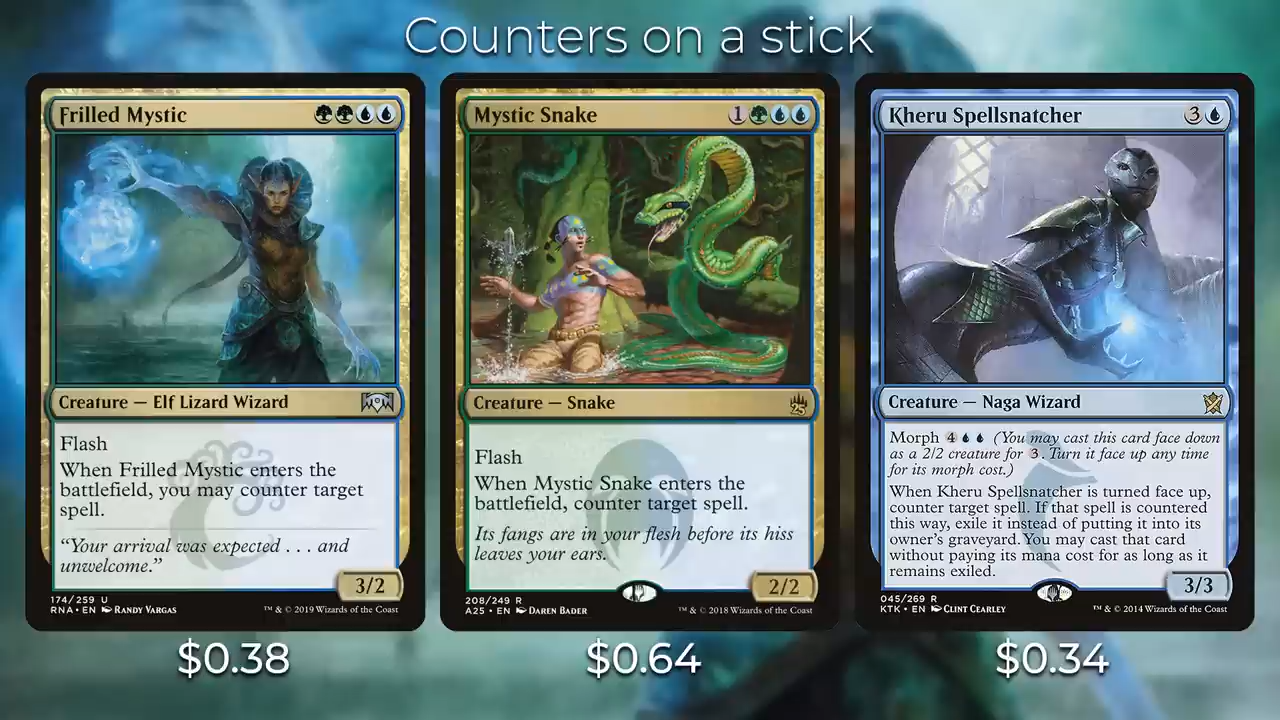 Counters on a stick
Frilled Mystic
Creature — Elf Lizard Wizard
Flash
When Frilled Mystic enters the
battlefield, you may counter target
spell.
“Your arrival was expected . . . and
unwelcome.”
3/2
174/259 U
RNA • EN RANDY VARGAS
™ & © 2019 Wizards of the Coast
$0.38
Mystic Snake
1
Creature — Snake
25
Flash
When Mystic Snake enters the
battlefield, counter target spell.
Its fangs are in your flesh before its hiss
leaves your ears.
2/2
208/249 R
A25 • EN DAREN BADER
™ & © 2018 Wizards of the Coast
$0.64
Kheru Spellsnatcher
3
Creature — Naga Wizard
Morph 4 (You may cast this card face down
as a 2/2 creature for 3. Turn it face up any time
for its morph cost.)
When Kheru Spellsnatcher is turned face up,
counter target spell. If that spell is countered
this way, exile it instead of putting it into its
owner’s graveyard. You may cast that card
without paying its mana cost for as long as it
remains exiled.
3/3
045/269 R
KTK • EN CLINT CEARLEY
™ & © 2014 Wizards of the Coast
$0.34